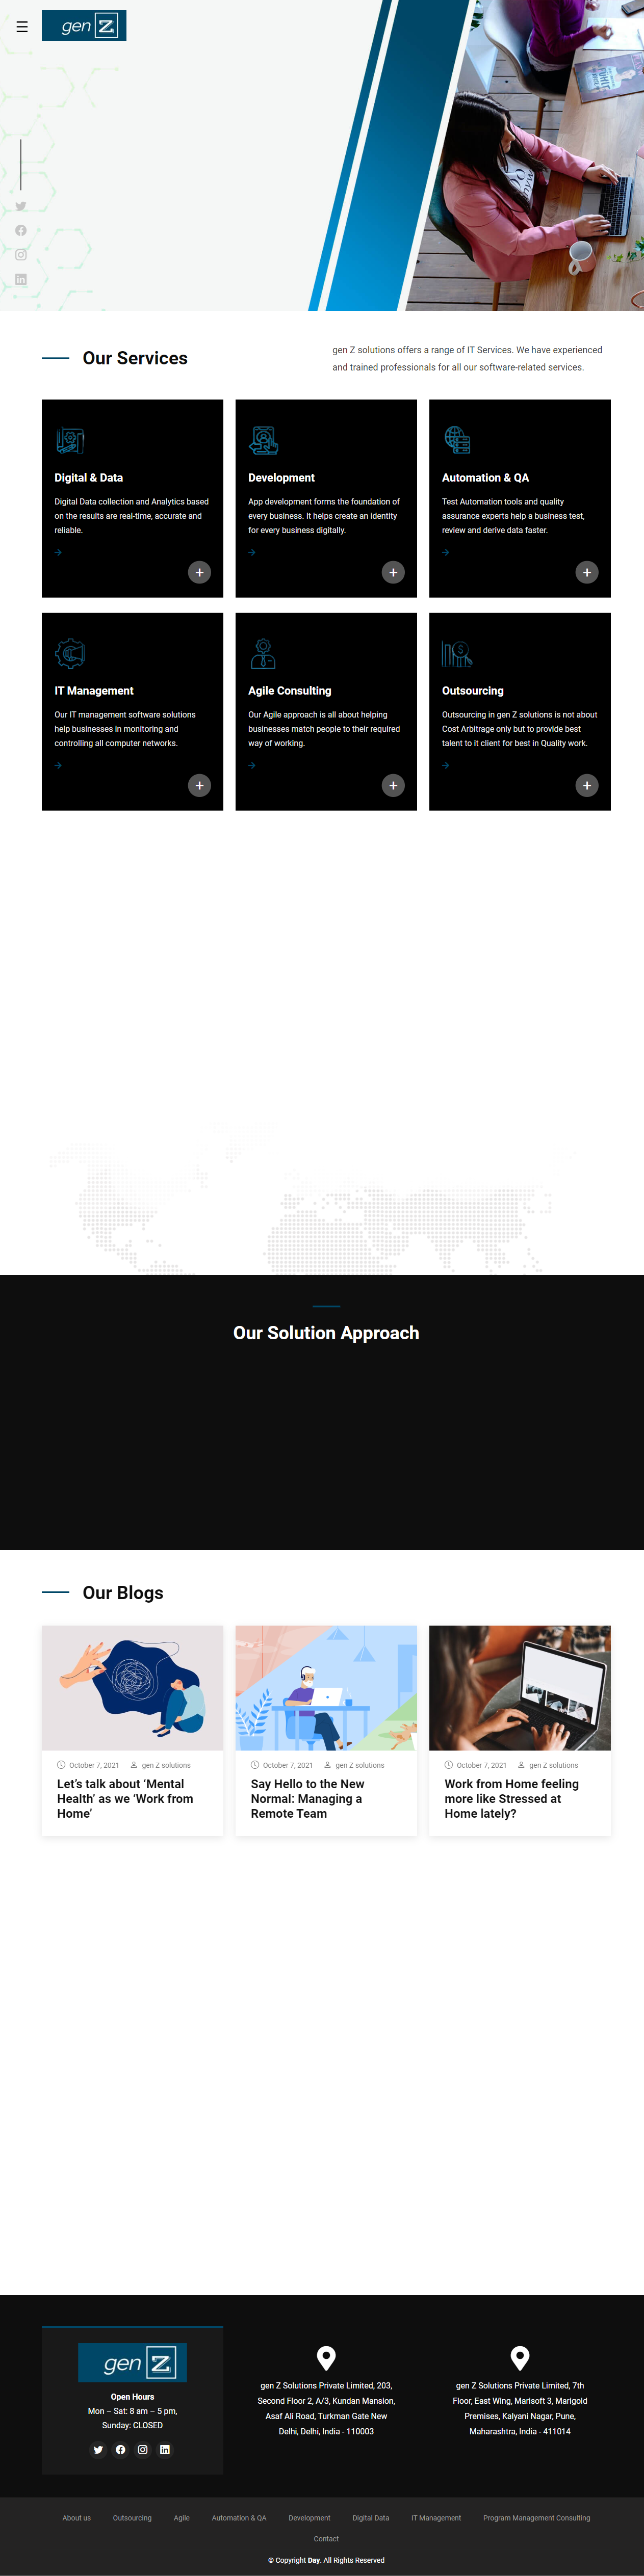 gen Z
Our Services
gen Z solutions offers a range of IT Services. We have experienced
and trained professionals for all our software-related services.
Digital & Data
Digital Data collection and Analytics based
on the results are real-time, accurate and
reliable.
Development
App development forms the foundation of
every business. It helps create an identity
for every business digitally.
Automation & QA
Test Automation tools and quality
assurance experts help a business test,
review and derive data faster.
IT Management
Our IT management software solutions
help businesses in monitoring and
controlling all computer networks.
Agile Consulting
Our Agile approach is all about helping
businesses match people to their required
way of working.
Outsourcing
Outsourcing in gen Z solutions is not about
Cost Arbitrage only but to provide best
talent to it client for best in Quality work.
Our Solution Approach
Our Blogs
October 7, 2021 gen Z solutions
Let’s talk about ‘Mental
Health’ as we ‘Work from
Home’
October 7, 2021 gen Z solutions
Say Hello to the New
Normal: Managing a
Remote Team
October 7, 2021 gen Z solutions
Work from Home feeling
more like Stressed at
Home lately?
gen Z
Open Hours
Mon – Sat: 8 am – 5 pm,
Sunday: CLOSED
gen Z Solutions Private Limited, 203,
Second Floor 2, A/3, Kundan Mansion,
Asaf Ali Road, Turkman Gate New
Delhi, Delhi, India - 110003
gen Z Solutions Private Limited, 7th
Floor, East Wing, Marisoft 3, Marigold
Premises, Kalyani Nagar, Pune,
Maharashtra, India - 411014
About us Outsourcing Agile Automation & QA Development Digital Data IT Management Program Management Consulting
Contact
© Copyright Day. All Rights Reserved